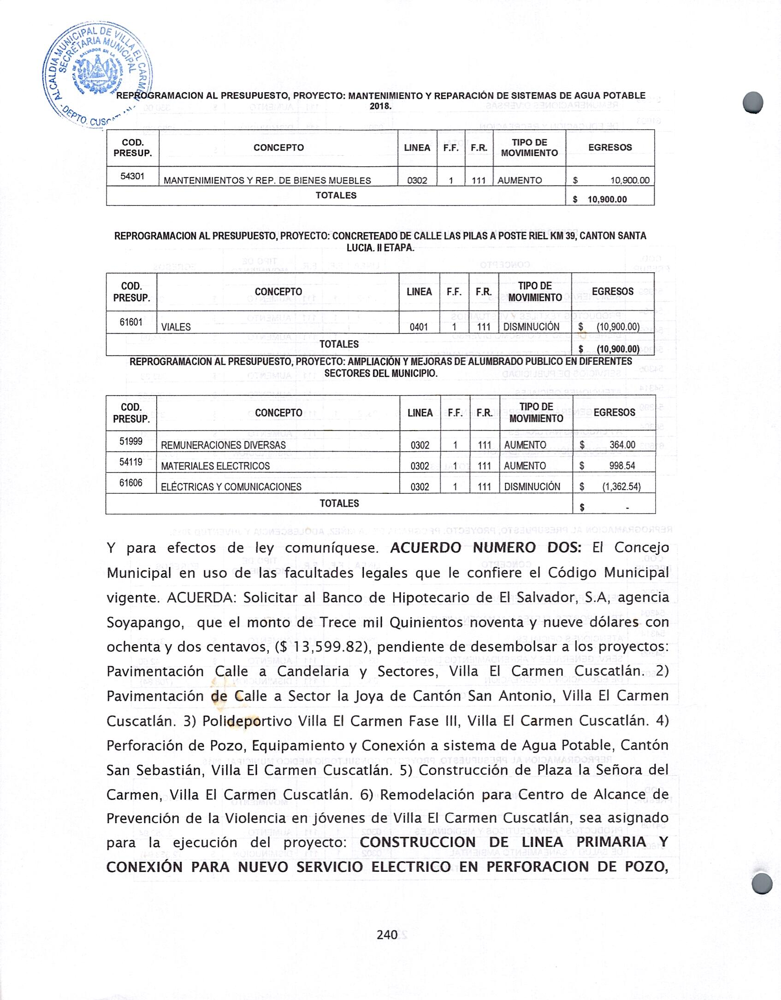 ALCALDIA MUNICIPAL DE VILLA EL CARMEN
SECRETARIA MUNICIPAL
REPUBLICA DE EL SALVADOR EN LA AMERICA CENTRAL
- DEPTO.
REPROGRAMACION AL PRESUPUESTO, PROYECTO: MANTENIMIENTO Y REPARACIÓN DE SISTEMAS DE AGUA POTABLE
2018.
COD. PRESUP. CONCEPTO LINEA F.F. F.R. TIPO DE MOVIMIENTO EGRESOS
54301 MANTENIMIENTOS Y REP. DE BIENES MUEBLES 0302 1 111 AUMENTO $ 10,900.00
TOTALES $ 10,900.00
REPROGRAMACION AL PRESUPUESTO, PROYECTO: CONCRETEADO DE CALLE LAS PILAS A POSTE RIEL KM 39, CANTON SANTA
LUCIA. II ETAPA.
COD. PRESUP. CONCEPTO LINEA F.F. F.R. TIPO DE MOVIMIENTO EGRESOS
61601 VIALES 0401 1 111 DISMINUCIÓN $ (10,900.00)
TOTALES $ (10,900.00)
REPROGRAMACION AL PRESUPUESTO, PROYECTO: AMPLIACIÓN Y MEJORAS DE ALUMBRADO PUBLICO EN DIFERENTES
SECTORES DEL MUNICIPIO.
COD. PRESUP. CONCEPTO LINEA F.F. F.R. TIPO DE MOVIMIENTO EGRESOS
51999 REMUNERACIONES DIVERSAS 0302 1 111 AUMENTO $ 364.00
54119 MATERIALES ELECTRICOS 0302 1 111 AUMENTO $ 998.54
61606 ELÉCTRICAS Y COMUNICACIONES 0302 1 111 DISMINUCIÓN $ (1,362.54)
TOTALES $ -
Y para efectos de ley comuníquese. ACUERDO NUMERO DOS: El Concejo
Municipal en uso de las facultades legales que le confiere el Código Municipal
vigente. ACUERDA: Solicitar al Banco de Hipotecario de El Salvador, S.A, agencia
Soyapango, que el monto de Trece mil Quinientos noventa y nueve dólares con
ochenta y dos centavos, ($ 13,599.82), pendiente de desembolsar a los proyectos:
Pavimentación Calle a Candelaria y Sectores, Villa El Carmen Cuscatlán. 2)
Pavimentación de Calle a Sector la Joya de Cantón San Antonio, Villa El Carmen
Cuscatlán. 3) Polideportivo Villa El Carmen Fase III, Villa El Carmen Cuscatlán. 4)
Perforación de Pozo, Equipamiento y Conexión a sistema de Agua Potable, Cantón
San Sebastián, Villa El Carmen Cuscatlán. 5) Construcción de Plaza la Señora del
Carmen, Villa El Carmen Cuscatlán. 6) Remodelación para Centro de Alcance de
Prevención de la Violencia en jóvenes de Villa El Carmen Cuscatlán, sea asignado
para la ejecución del proyecto: CONSTRUCCION DE LINEA PRIMARIA Y
CONEXIÓN PARA NUEVO SERVICIO ELECTRICO EN PERFORACION DE POZO,
240